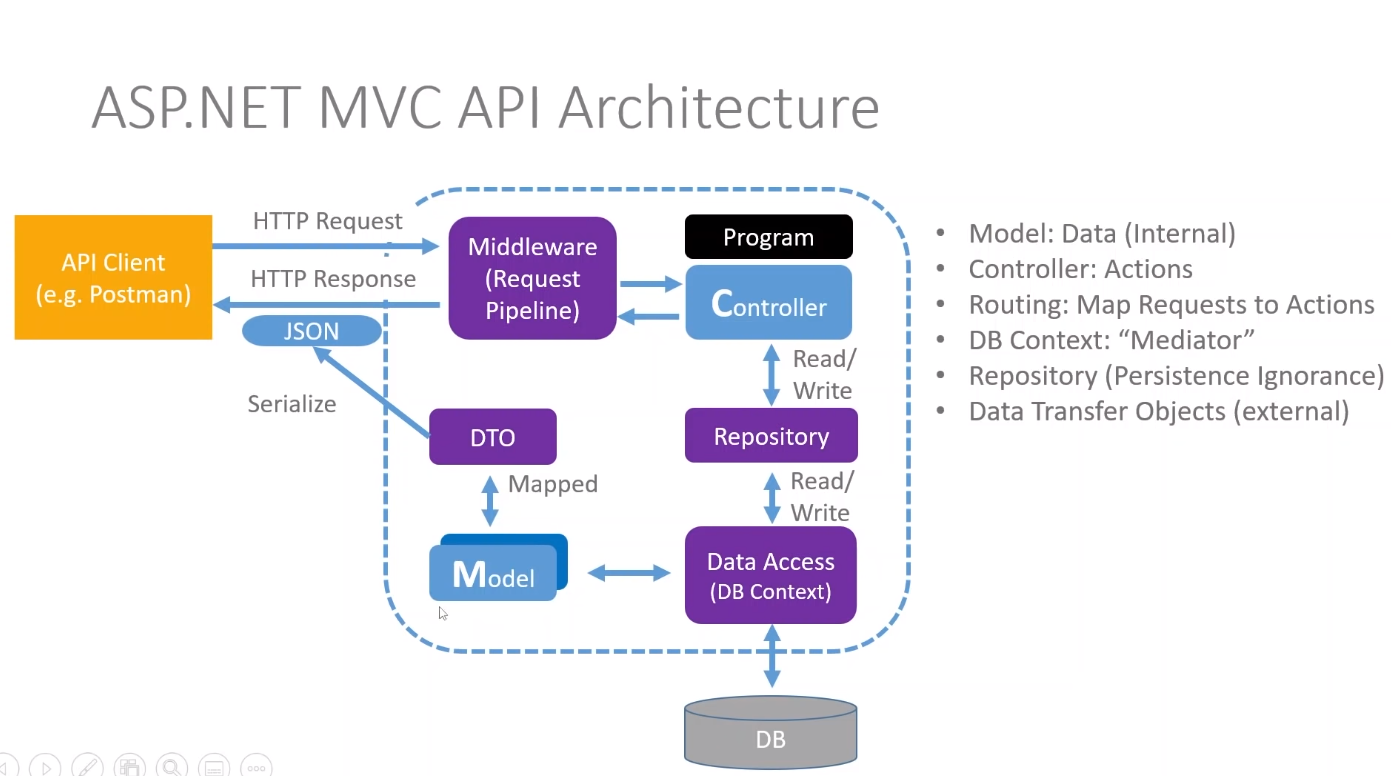 ASP.NET MVC API Architecture
HTTP Request
API Client
(e.g. Postman)
HTTP Response
JSON
Serialize
Middleware
(Request
Pipeline)
Program
Controller
Read/
Write
DTO
Repository
Mapped
Read/
Write
Model
Data Access
(DB Context)
DB
• Model: Data (Internal)
• Controller: Actions
• Routing: Map Requests to Actions
• DB Context: “Mediator”
• Repository (Persistence Ignorance)
• Data Transfer Objects (external)